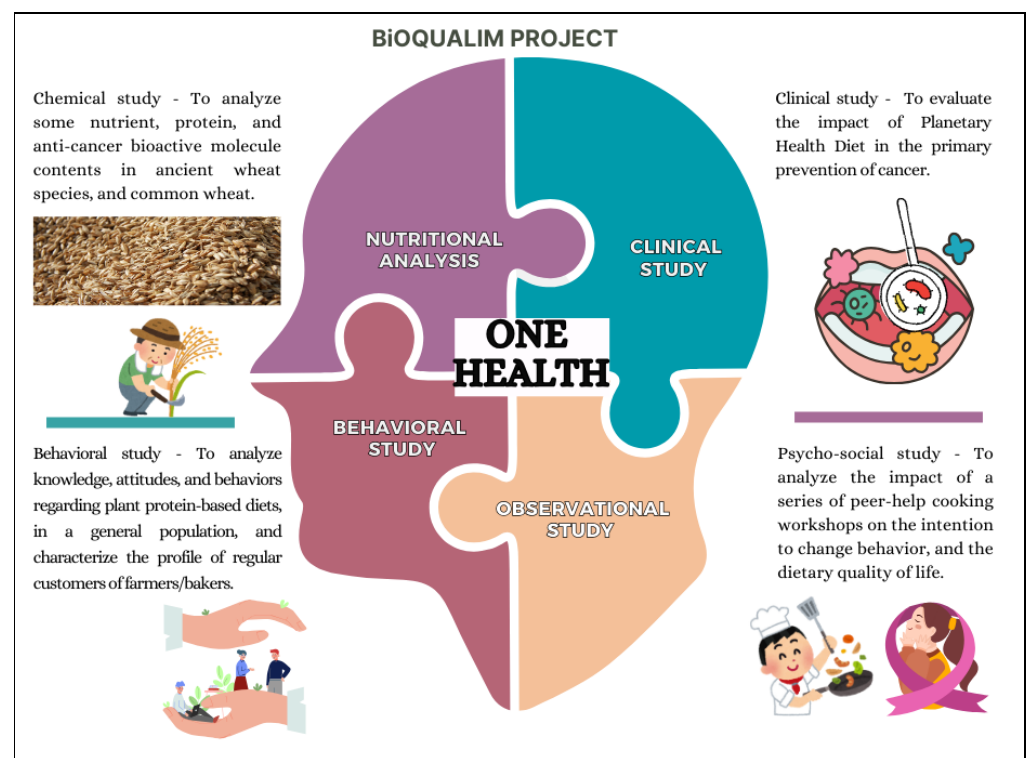 BiOQUALIM PROJECT
Chemical study - To analyze
some nutrient, protein, and
anti-cancer bioactive molecule
contents in ancient wheat
species, and common wheat.
Clinical study - To evaluate
the impact of Planetary
Health Diet in the primary
prevention of cancer.
NUTRITIONAL
ANALYSIS
CLINICAL
STUDY
ONE
HEALTH
BEHAVIORAL
STUDY
OBSERVATIONAL
STUDY
Behavioral study - To analyze
knowledge, attitudes, and behaviors
regarding plant protein-based diets,
in a general population, and
characterize the profile of regular
customers of farmers/bakers.
Psycho-social study - To
analyze the impact of a
series of peer-help cooking
workshops on the intention
to change behavior, and the
dietary quality of life.